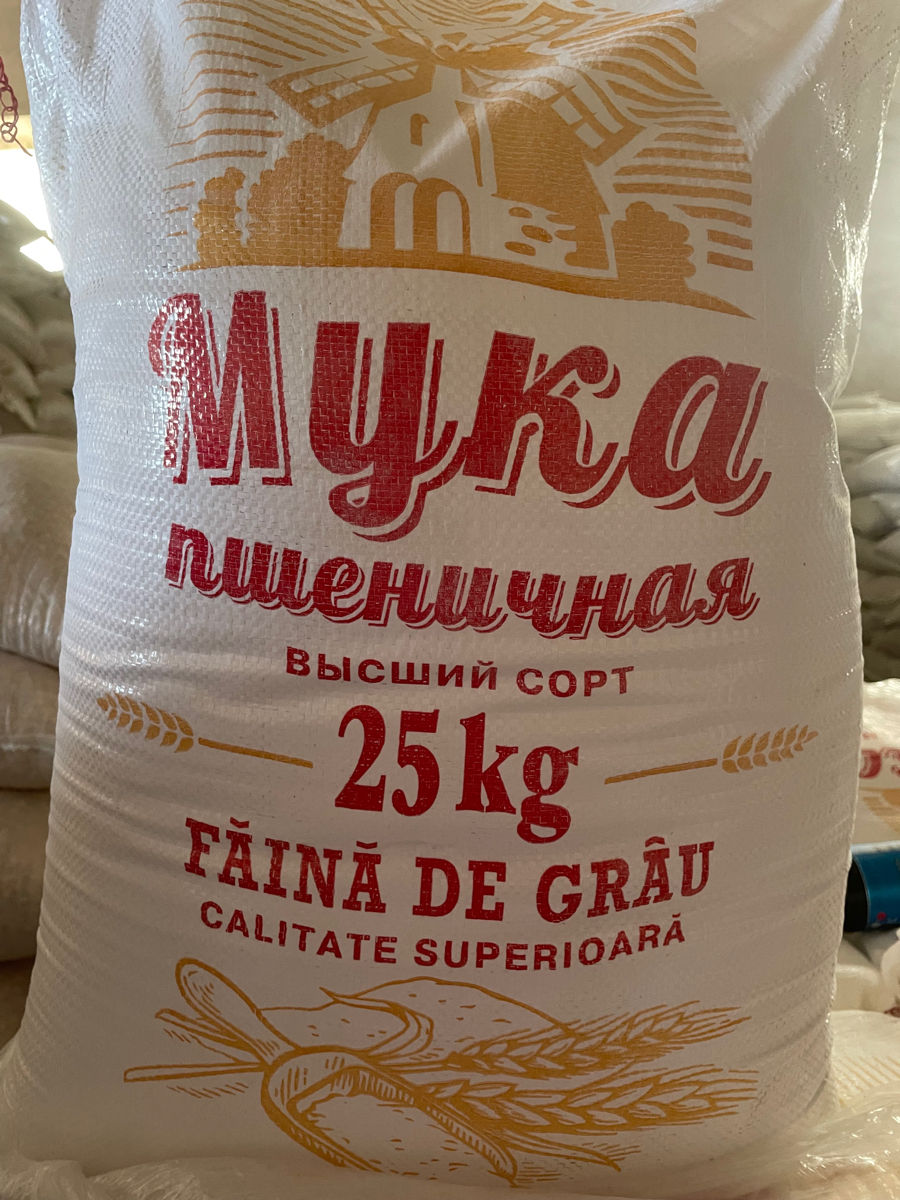 Мука
пшеничная
ВЫСШИЙ СОРТ
25 kg
FĂINĂ DE GRÂU
CALITATE SUPERIOARĂ